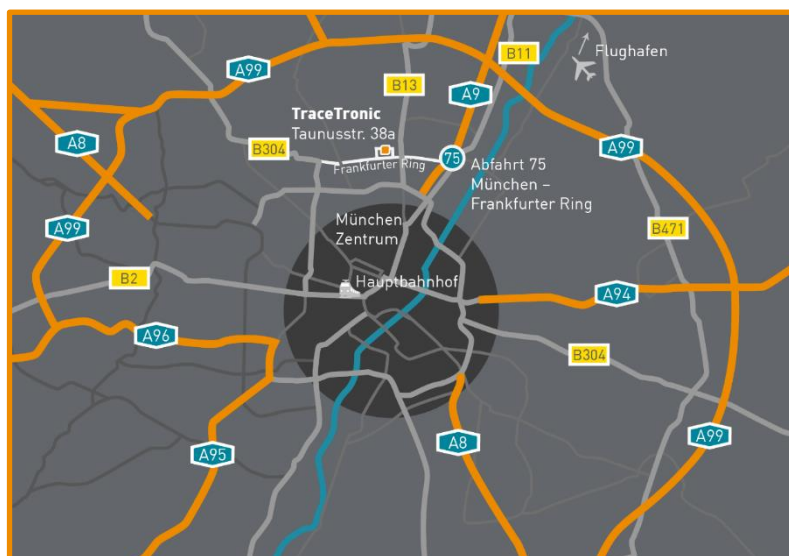 B11
Flughafen
A99
B13
A9
TraceTronic
Taunusstr. 38a
A8
B304
Frankfurter Ring
75
Abfahrt 75
München –
Frankfurter Ring
A99
A99
München
Zentrum
B471
B2
Hauptbahnhof
A94
A96
B304
A95
A8
A99